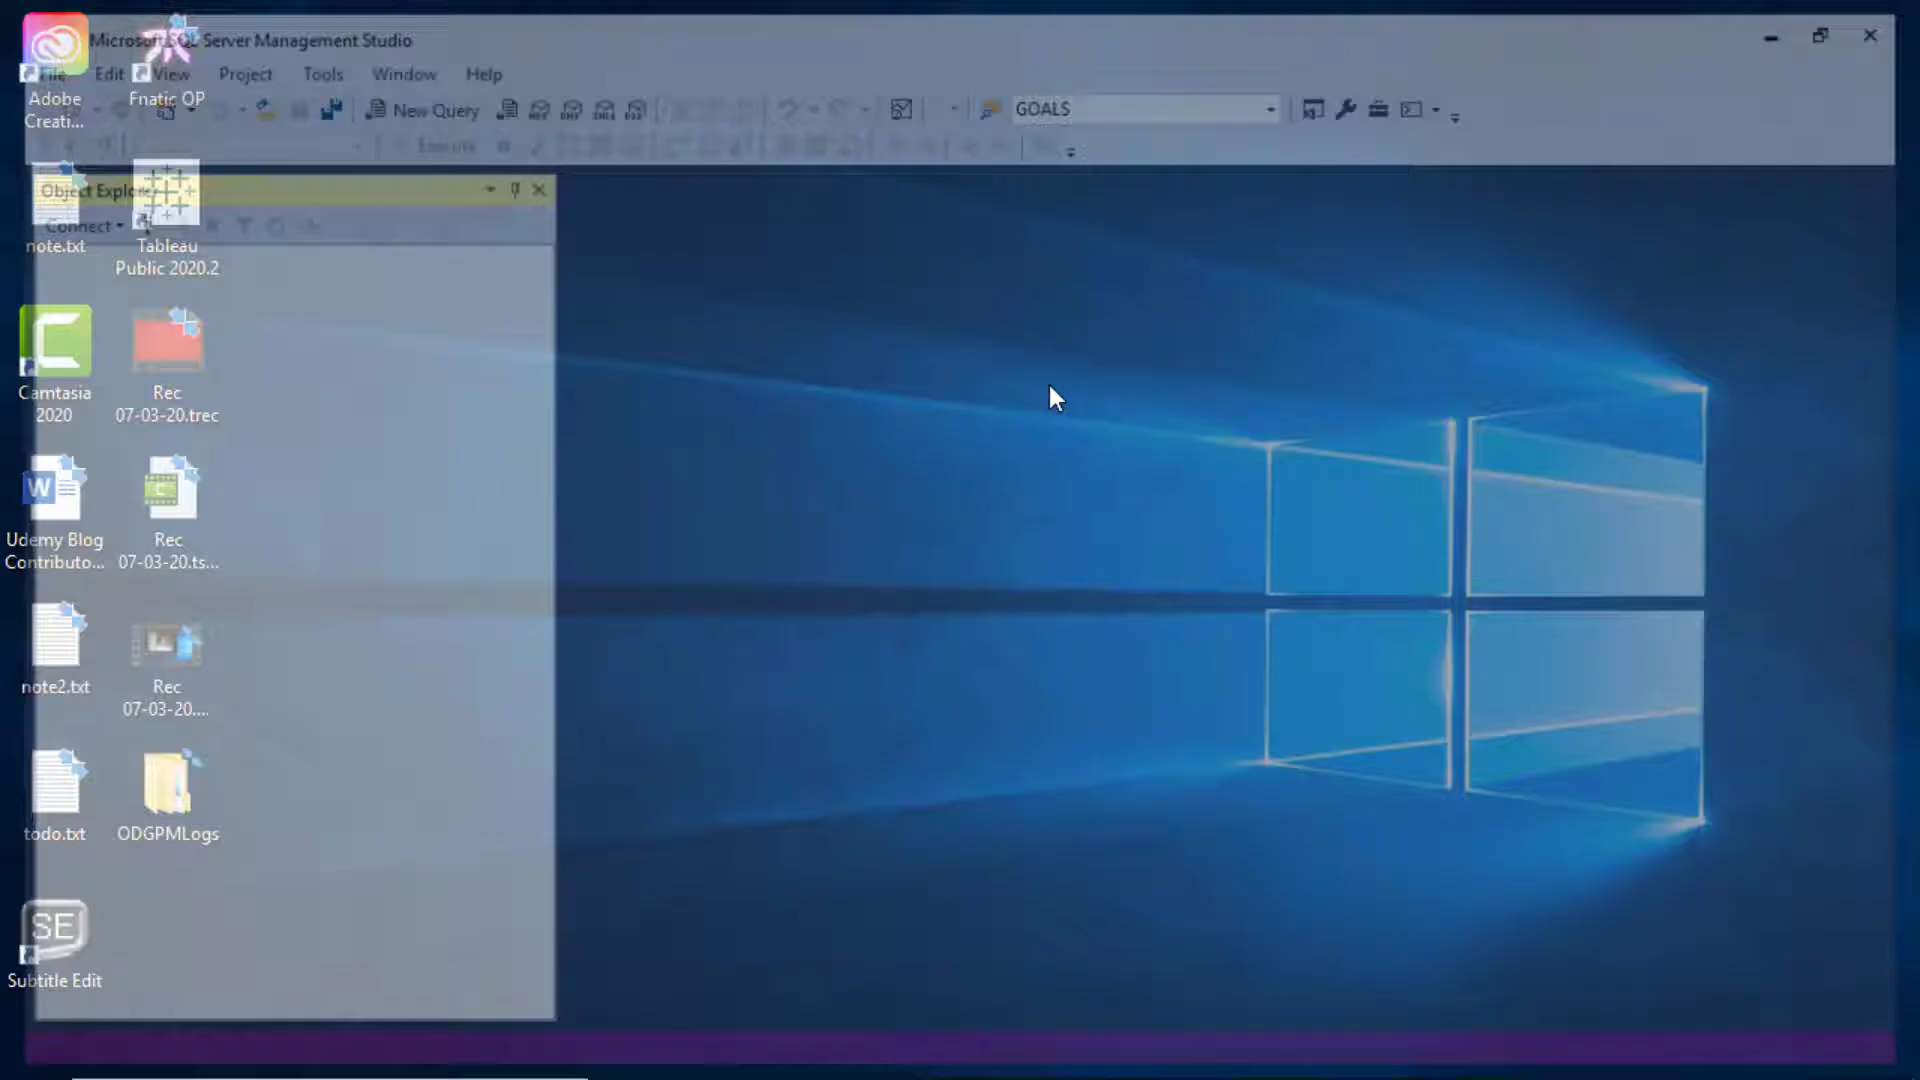 Microsoft SQL Server Management Studio
File Edit View Project Tools Window Help
New Query
GOALS
Execute
Object Explorer
Connect
Adobe
Creati...
Fnatic OP
note.txt
Tableau
Public 2020.2
Camtasia
2020
Rec
07-03-20.trec
Udemy Blog
Contributo...
Rec
07-03-20.ts...
note2.txt
Rec
07-03-20....
todo.txt
ODGPMLogs
SE
Subtitle Edit